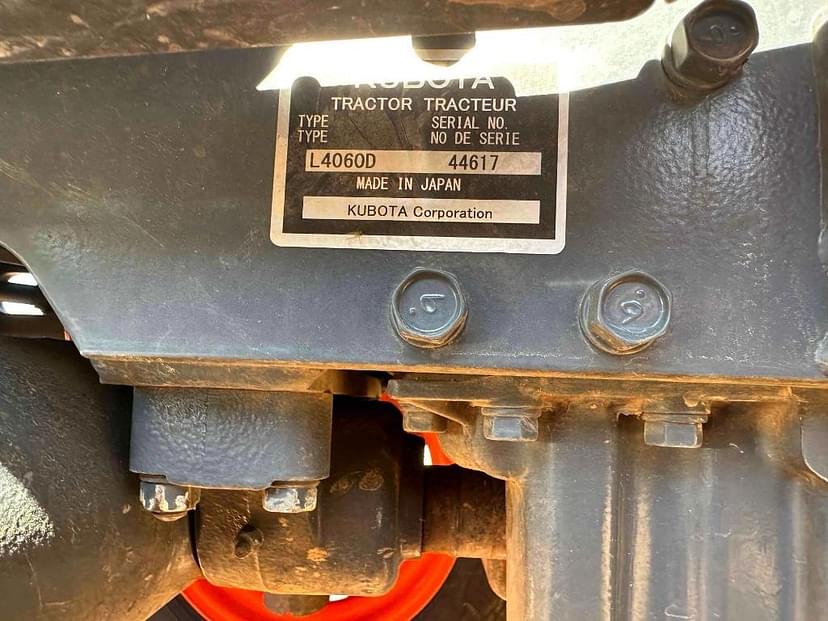 KUBOTA
TRACTOR TRACTEUR
TYPE SERIAL NO.
TYPE NO DE SERIE
L4060D 44617
MADE IN JAPAN
KUBOTA Corporation